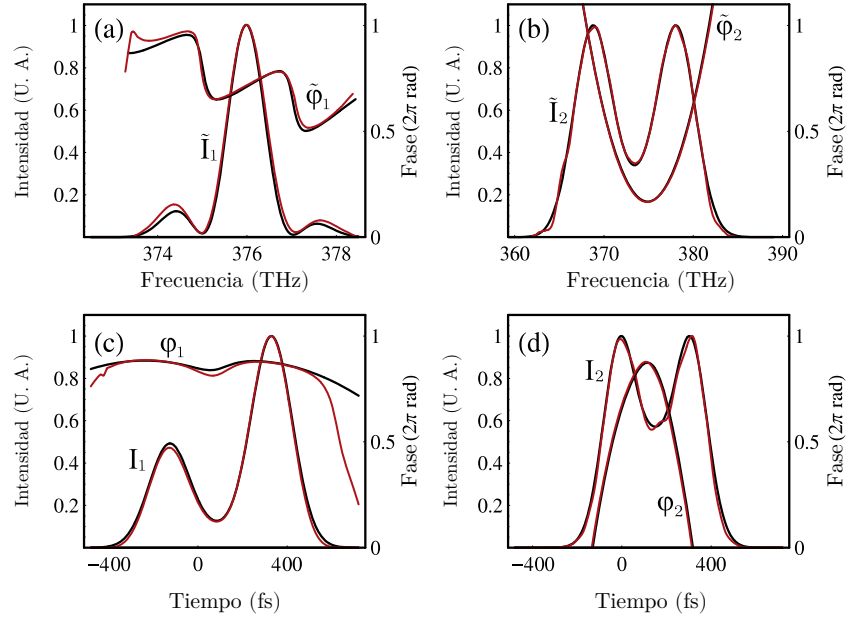 (a)
Intensidad (U. A.)
1
0.8
0.6
0.4
0.2
Ĩ₁
φ̃₁
1
0.5
0
Fase(2π rad)
374
376
378
Frecuencia (THz)
(b)
Intensidad (U. A.)
1
0.8
0.6
0.4
0.2
Ĩ₂
φ̃₂
1
0.5
0
Fase(2π rad)
360
370
380
390
Frecuencia (THz)
(c)
Intensidad (U. A.)
1
0.8
0.6
0.4
0.2
φ₁
I₁
1
0.5
0
Fase(2π rad)
−400
0
400
Tiempo (fs)
(d)
Intensidad (U. A.)
1
0.8
0.6
0.4
0.2
I₂
φ₂
1
0.5
0
Fase(2π rad)
−400
0
400
Tiempo (fs)